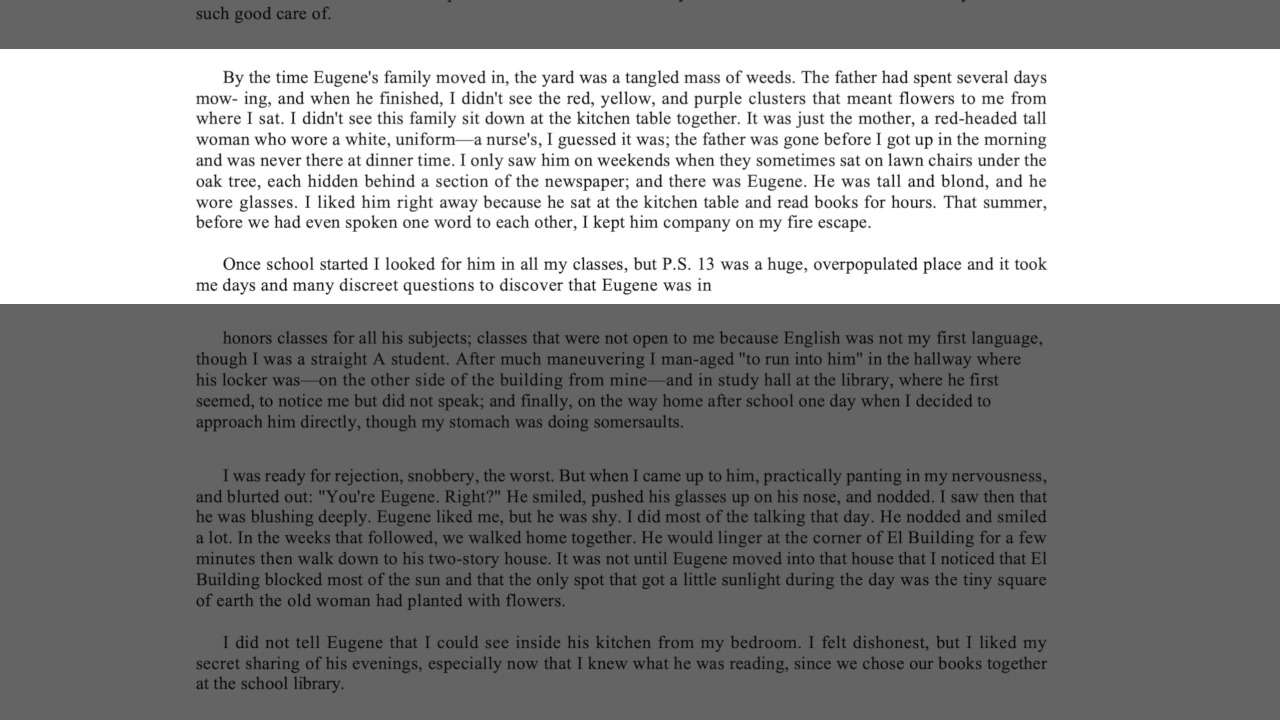 such good care of.
By the time Eugene's family moved in, the yard was a tangled mass of weeds. The father had spent several days
mow- ing, and when he finished, I didn't see the red, yellow, and purple clusters that meant flowers to me from
where I sat. I didn't see this family sit down at the kitchen table together. It was just the mother, a red-headed tall
woman who wore a white, uniform—a nurse's, I guessed it was; the father was gone before I got up in the morning
and was never there at dinner time. I only saw him on weekends when they sometimes sat on lawn chairs under the
oak tree, each hidden behind a section of the newspaper; and there was Eugene. He was tall and blond, and he
wore glasses. I liked him right away because he sat at the kitchen table and read books for hours. That summer,
before we had even spoken one word to each other, I kept him company on my fire escape.
Once school started I looked for him in all my classes, but P.S. 13 was a huge, overpopulated place and it took
me days and many discreet questions to discover that Eugene was in
honors classes for all his subjects; classes that were not open to me because English was not my first language,
though I was a straight A student. After much maneuvering I man-aged "to run into him" in the hallway where
his locker was—on the other side of the building from mine—and in study hall at the library, where he first
seemed, to notice me but did not speak; and finally, on the way home after school one day when I decided to
approach him directly, though my stomach was doing somersaults.
I was ready for rejection, snobbery, the worst. But when I came up to him, practically panting in my nervousness,
and blurted out: "You're Eugene. Right?" He smiled, pushed his glasses up on his nose, and nodded. I saw then that
he was blushing deeply. Eugene liked me, but he was shy. I did most of the talking that day. He nodded and smiled
a lot. In the weeks that followed, we walked home together. He would linger at the corner of El Building for a few
minutes then walk down to his two-story house. It was not until Eugene moved into that house that I noticed that El
Building blocked most of the sun and that the only spot that got a little sunlight during the day was the tiny square
of earth the old woman had planted with flowers.
I did not tell Eugene that I could see inside his kitchen from my bedroom. I felt dishonest, but I liked my
secret sharing of his evenings, especially now that I knew what he was reading, since we chose our books together
at the school library.